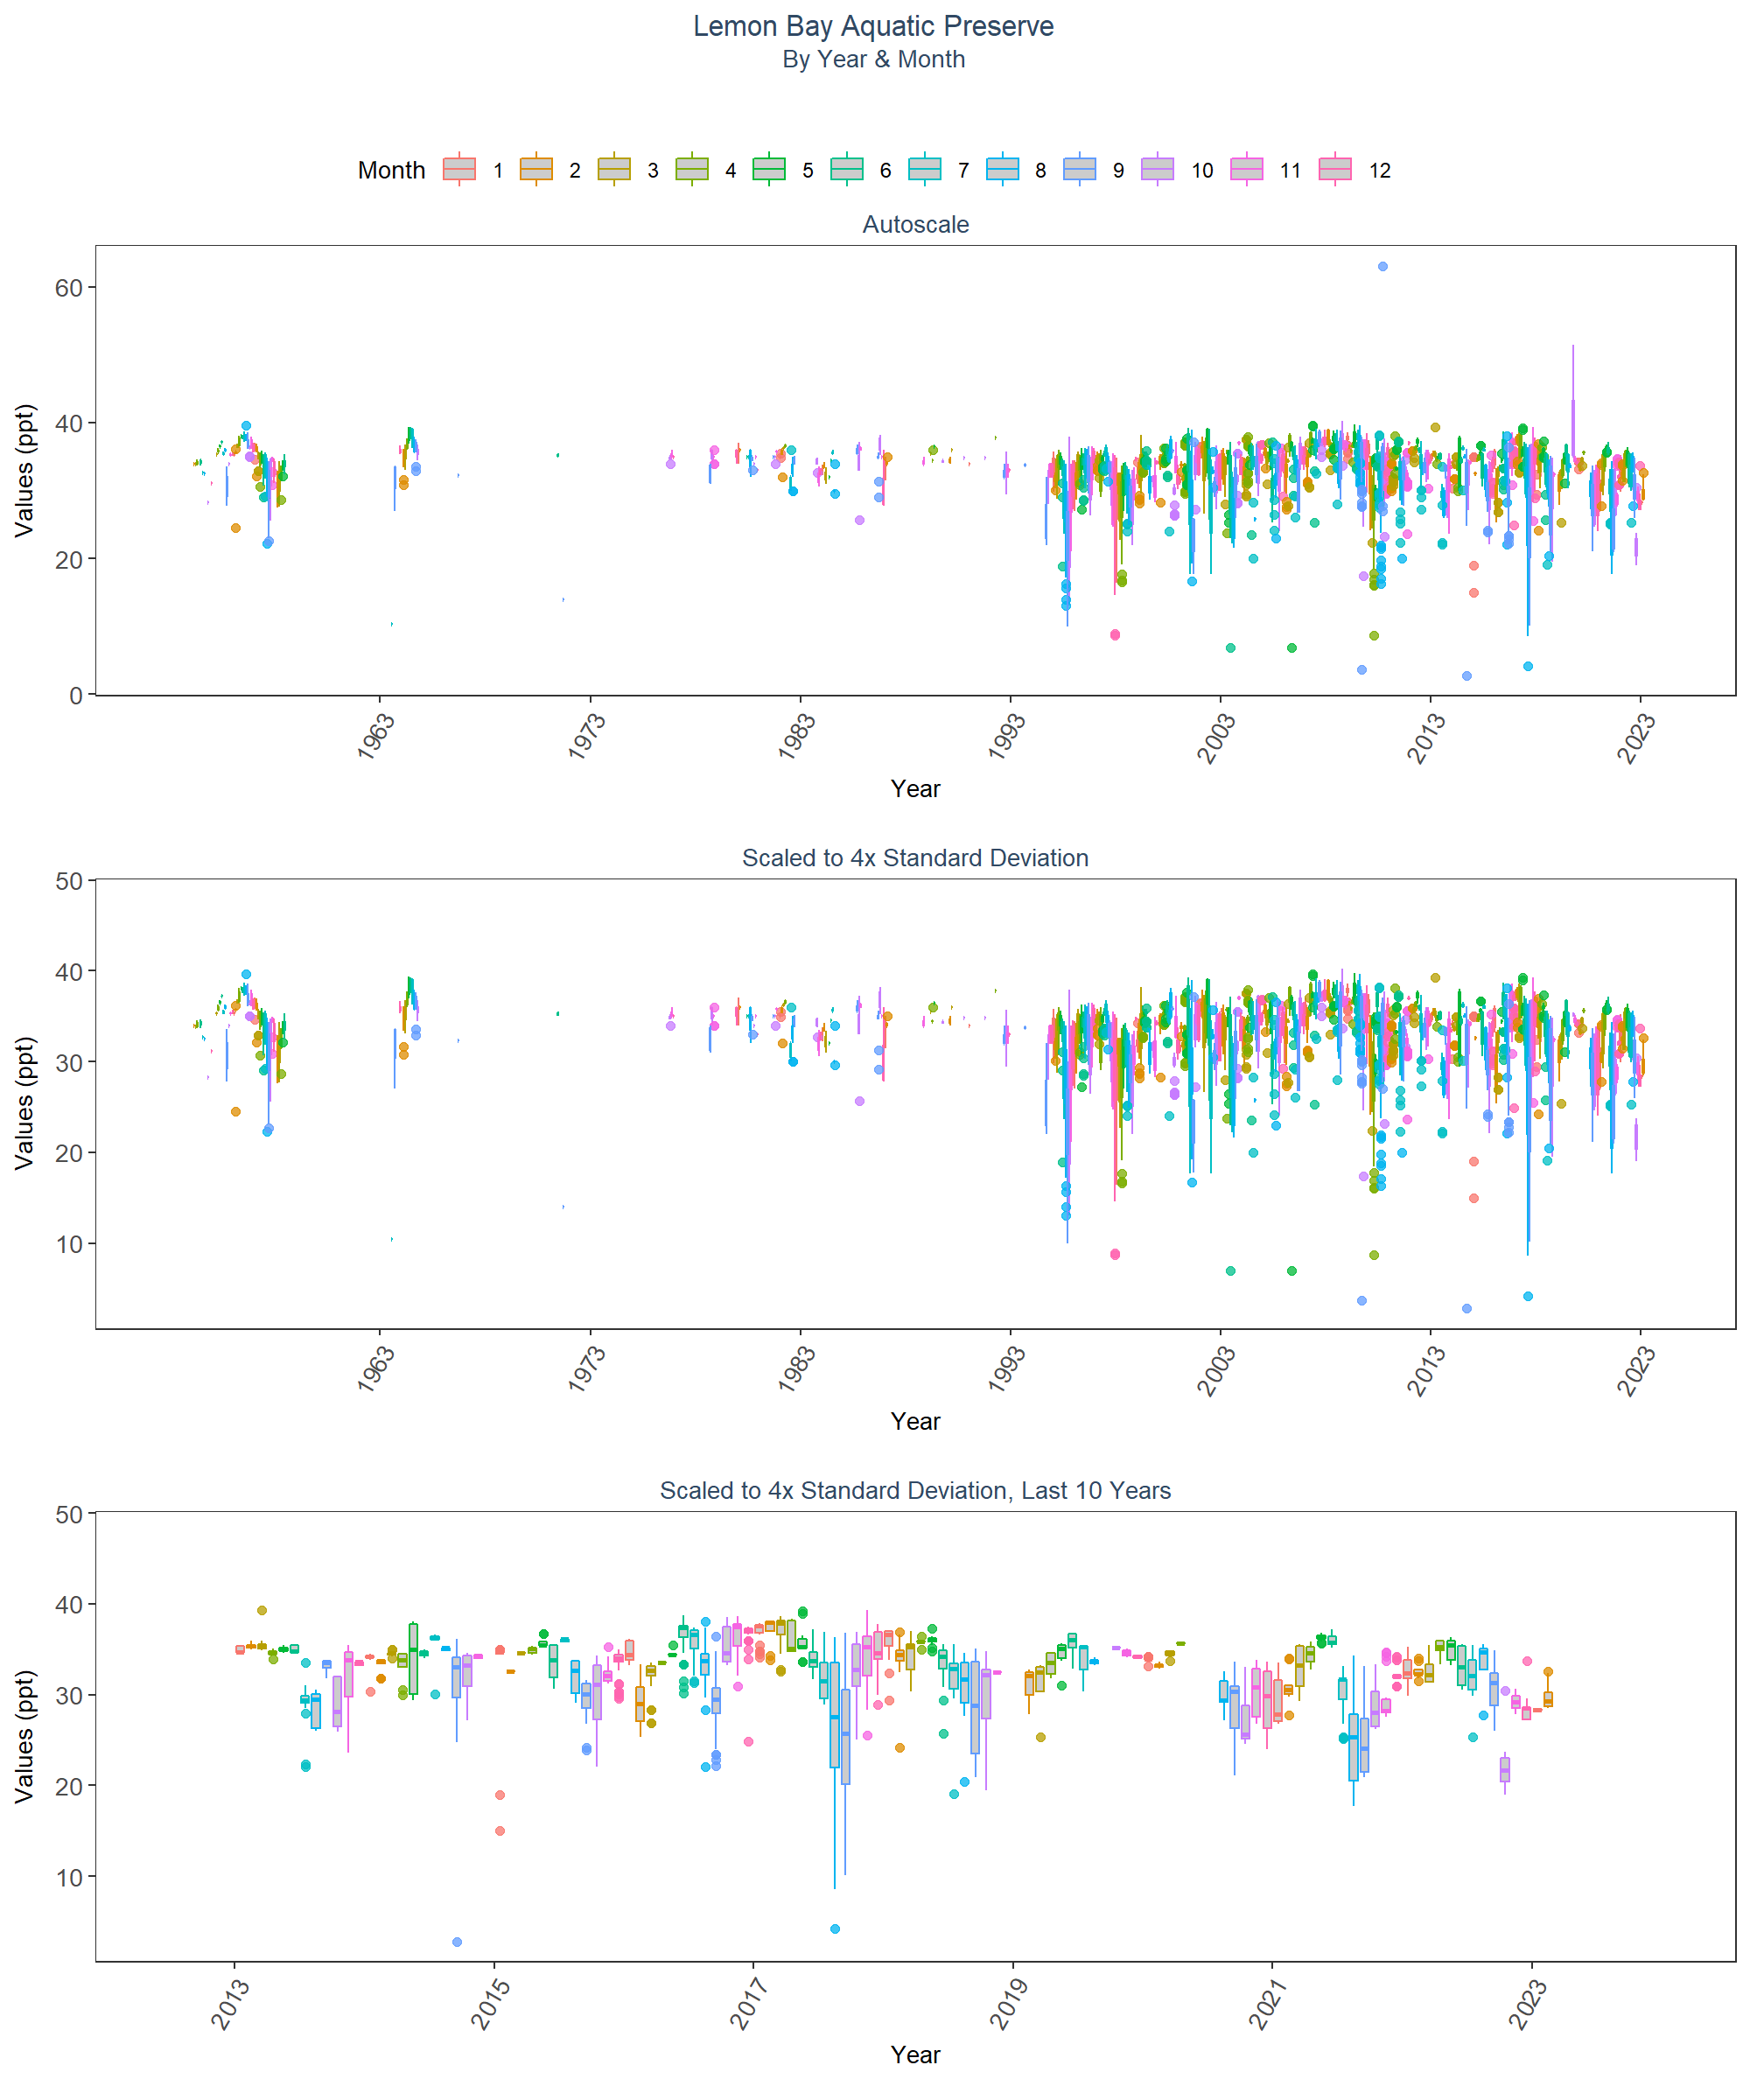 Lemon Bay Aquatic Preserve
By Year & Month
Month 1 2 3 4 5 6 7 8 9 10 11 12
Autoscale
Values (ppt)
60
40
20
0
1963 1973 1983 1993 2003 2013 2023
Year
Scaled to 4x Standard Deviation
Values (ppt)
50
40
30
20
10
1963 1973 1983 1993 2003 2013 2023
Year
Scaled to 4x Standard Deviation, Last 10 Years
Values (ppt)
50
40
30
20
10
2013 2015 2017 2019 2021 2023
Year